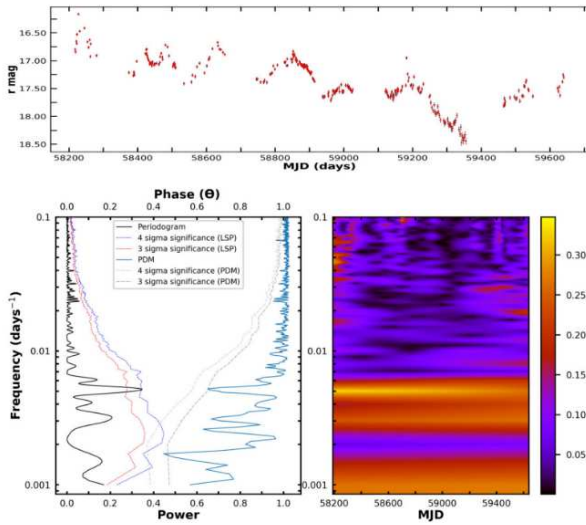 r mag
16.50
17.00
17.50
18.00
18.50
58200 58400 58600 58800 59000 59200 59400 59600
MJD (days)
Phase (Θ)
0.0 0.2 0.4 0.6 0.8 1.0
Periodogram
4 sigma significance (LSP)
3 sigma significance (LSP)
PDM
4 sigma significance (PDM)
3 sigma significance (PDM)
Frequency (days⁻¹)
0.1
0.01
0.001
0.0 0.2 0.4 0.6 0.8 1.0
Power
0.1
0.01
0.001
58200 59000 59400
MJD
0.30
0.25
0.20
0.15
0.10
0.05